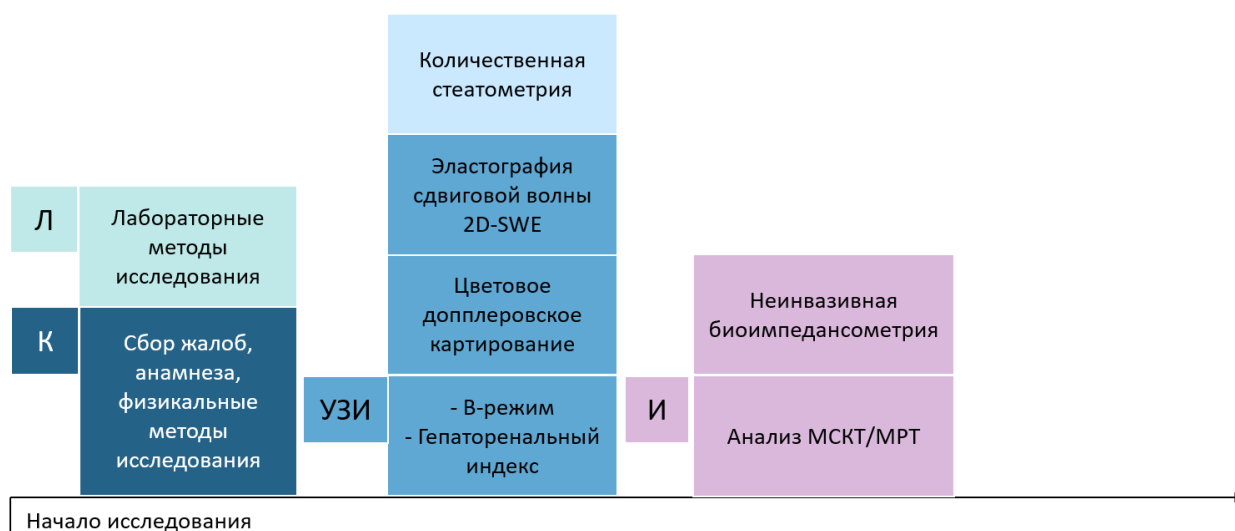 Количественная
стеатометрия
Эластография
сдвиговой волны
2D-SWE
Л
Лабораторные
методы
исследования
Цветовое
допплеровское
картирование
Неинвазивная
биоимпедансометрия
К
Сбор жалоб,
анамнеза,
физикальные
методы
исследования
УЗИ
- В-режим
- Гепаторенальный
индекс
И
Анализ МСКТ/МРТ
Начало исследования